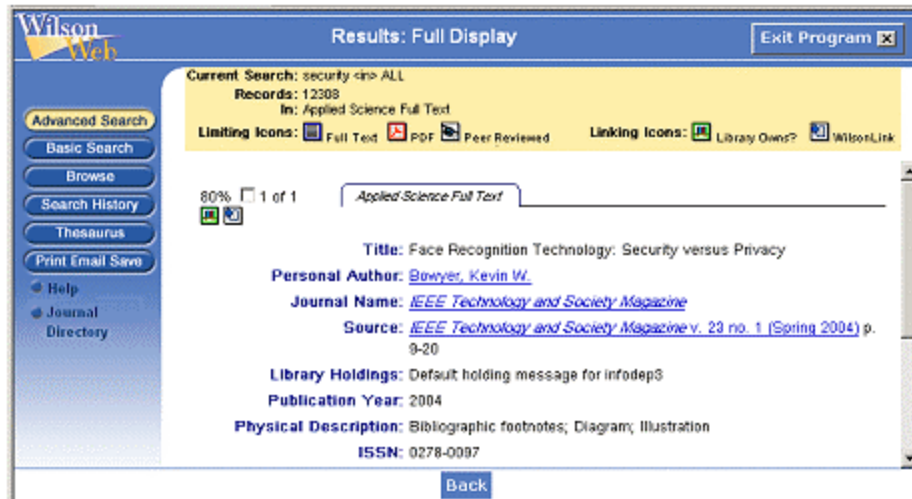 Wilson
Web
Results: Full Display
Exit Program
Current Search: security <in> ALL
Records: 12308
In: Applied Science Full Text
Limiting Icons: Full Text PDF Peer Reviewed Linking Icons: Library Owns? WilsonLink
Advanced Search
Basic Search
Browse
Search History
Thesaurus
Print Email Save
Help
Journal
Directory
80% 1 of 1
Applied Science Full Text
Title: Face Recognition Technology: Security versus Privacy
Personal Author: Bowyer, Kevin W.
Journal Name: IEEE Technology and Society Magazine
Source: IEEE Technology and Society Magazine v. 23 no. 1 (Spring 2004) p.
9-20
Library Holdings: Default holding message for infodep3
Publication Year: 2004
Physical Description: Bibliographic footnotes; Diagram; Illustration
ISSN: 0278-0097
Back